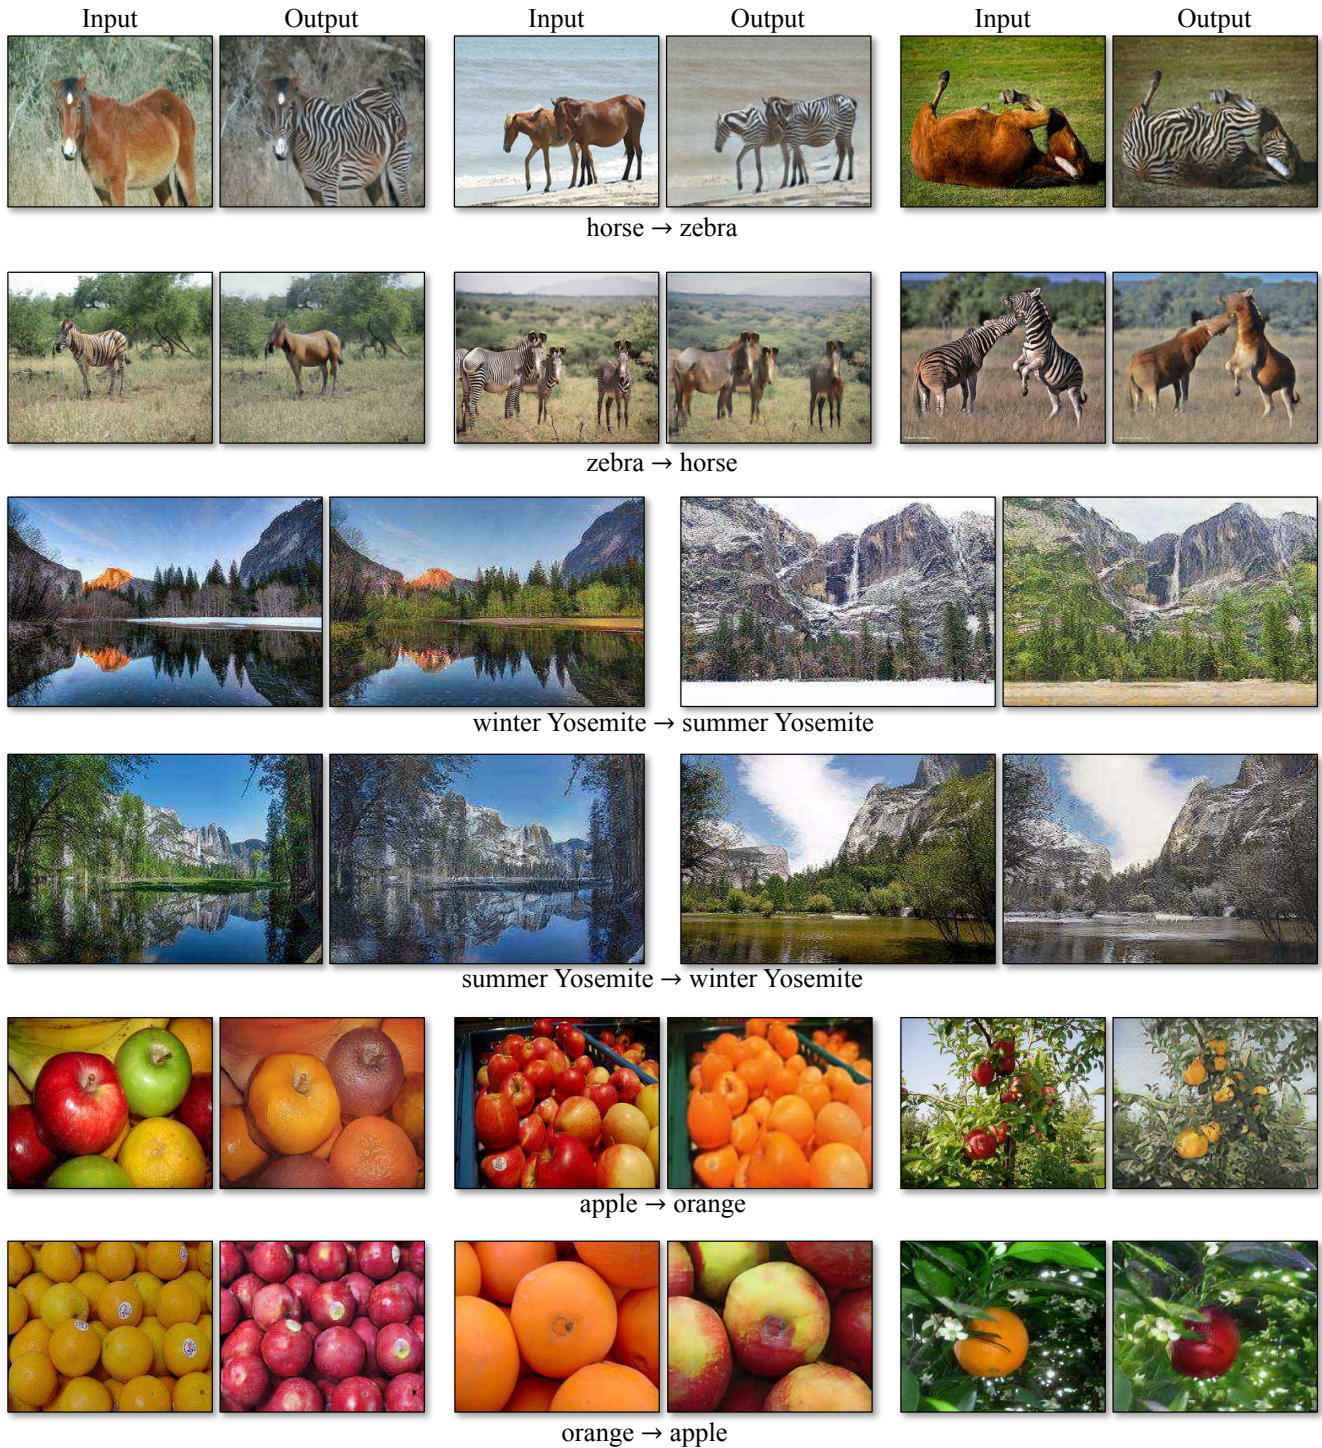 Input Output Input Output Input Output
horse → zebra
zebra → horse
winter Yosemite → summer Yosemite
summer Yosemite → winter Yosemite
apple → orange
orange → apple